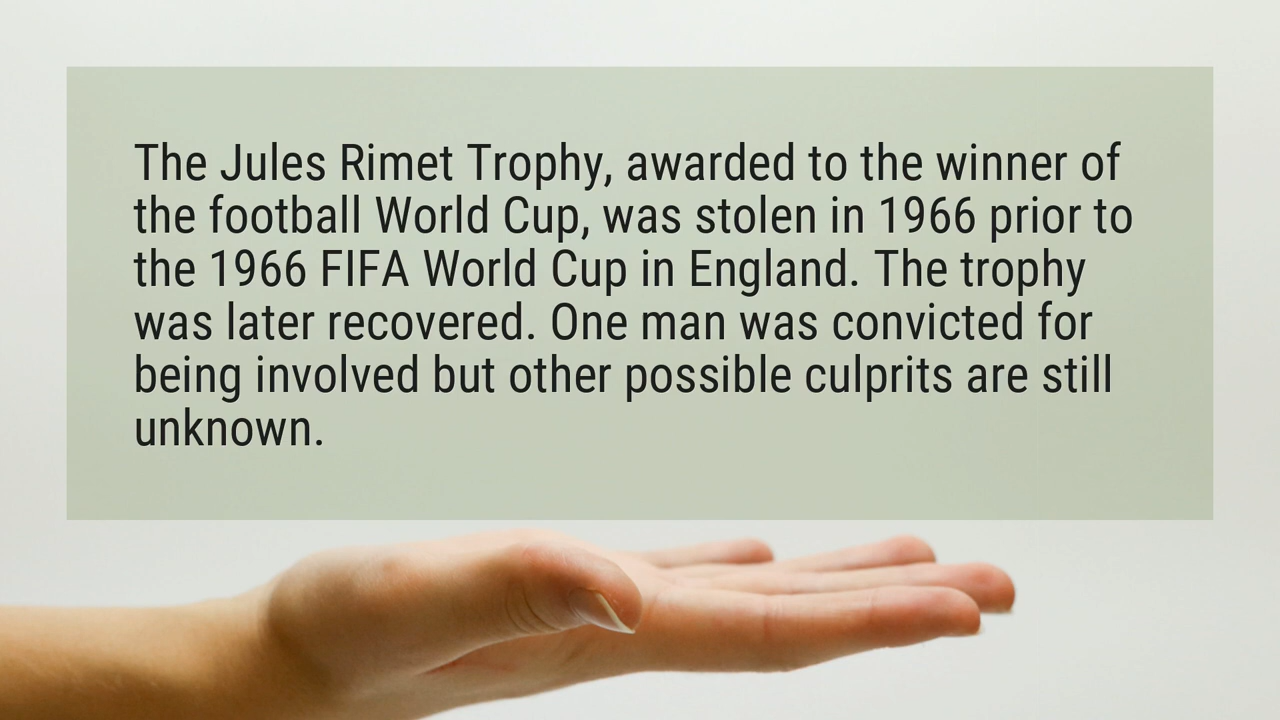 The Jules Rimet Trophy, awarded to the winner of
the football World Cup, was stolen in 1966 prior to
the 1966 FIFA World Cup in England. The trophy
was later recovered. One man was convicted for
being involved but other possible culprits are still
unknown.